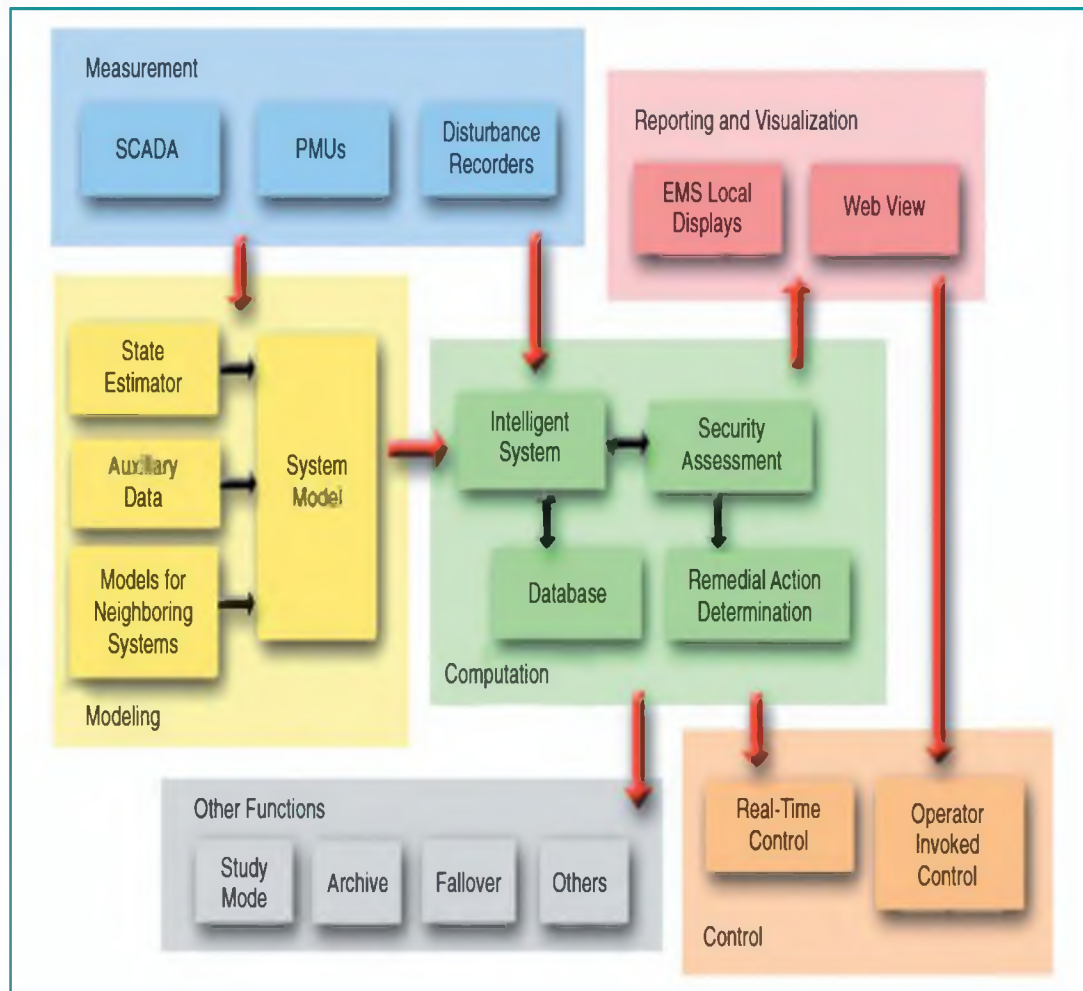 Measurement
SCADA
PMUs
Disturbance
Recorders
Reporting and Visualization
EMS Local
Displays
Web View
State
Estimator
Auxiliary
Data
Models for
Neighboring
Systems
System
Model
Modeling
Intelligent
System
Security
Assessment
Database
Remedial Action
Determination
Computation
Other Functions
Study
Mode
Archive
Fallover
Others
Real-Time
Control
Operator
Invoked
Control
Control